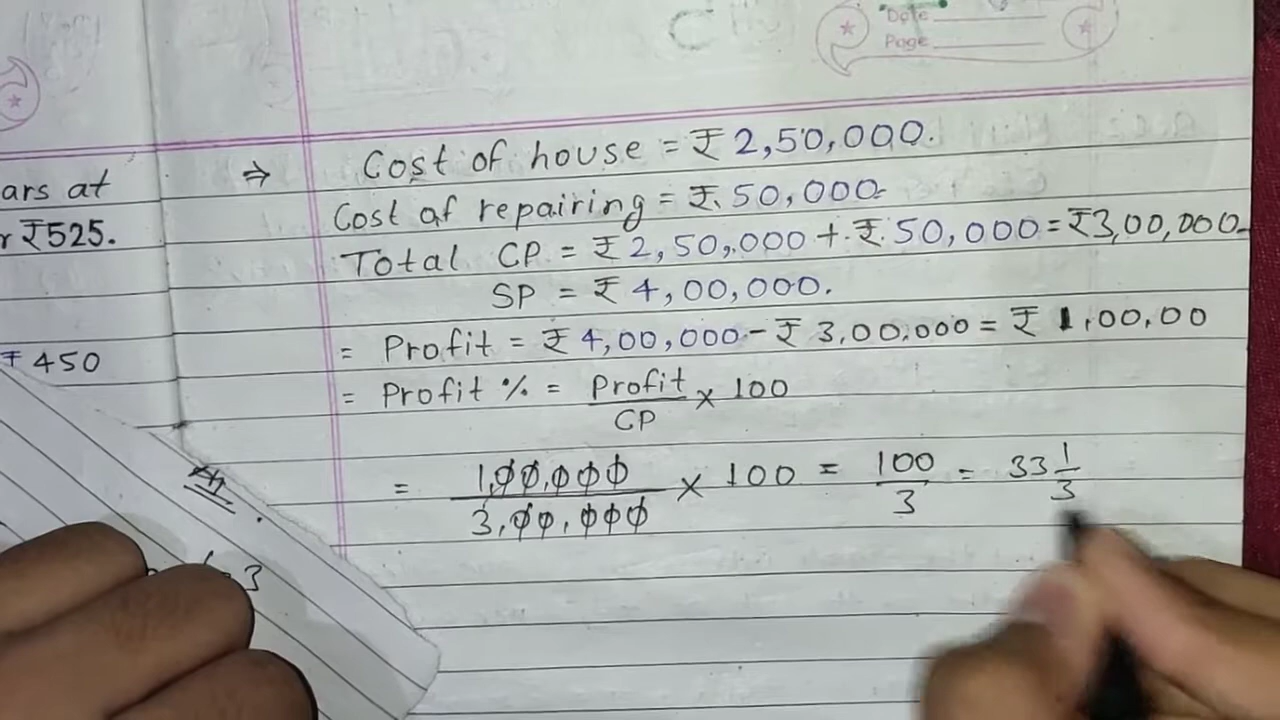 Date
Page
ars at
r ₹525.
₹ 450
⇒ Cost of house = ₹ 2,50,000.
Cost of repairing = ₹. 50,000
Total CP = ₹ 2,50,000 + ₹. 50,000 = ₹3,00,000
SP = ₹ 4,00,000.
= Profit = ₹ 4,00,000 - ₹ 3,00,000 = ₹ 1,00,00
= Profit % = Profit/CP × 100
= 1,00,000/3,00,000 × 100 = 100/3 = 33 1/3
3